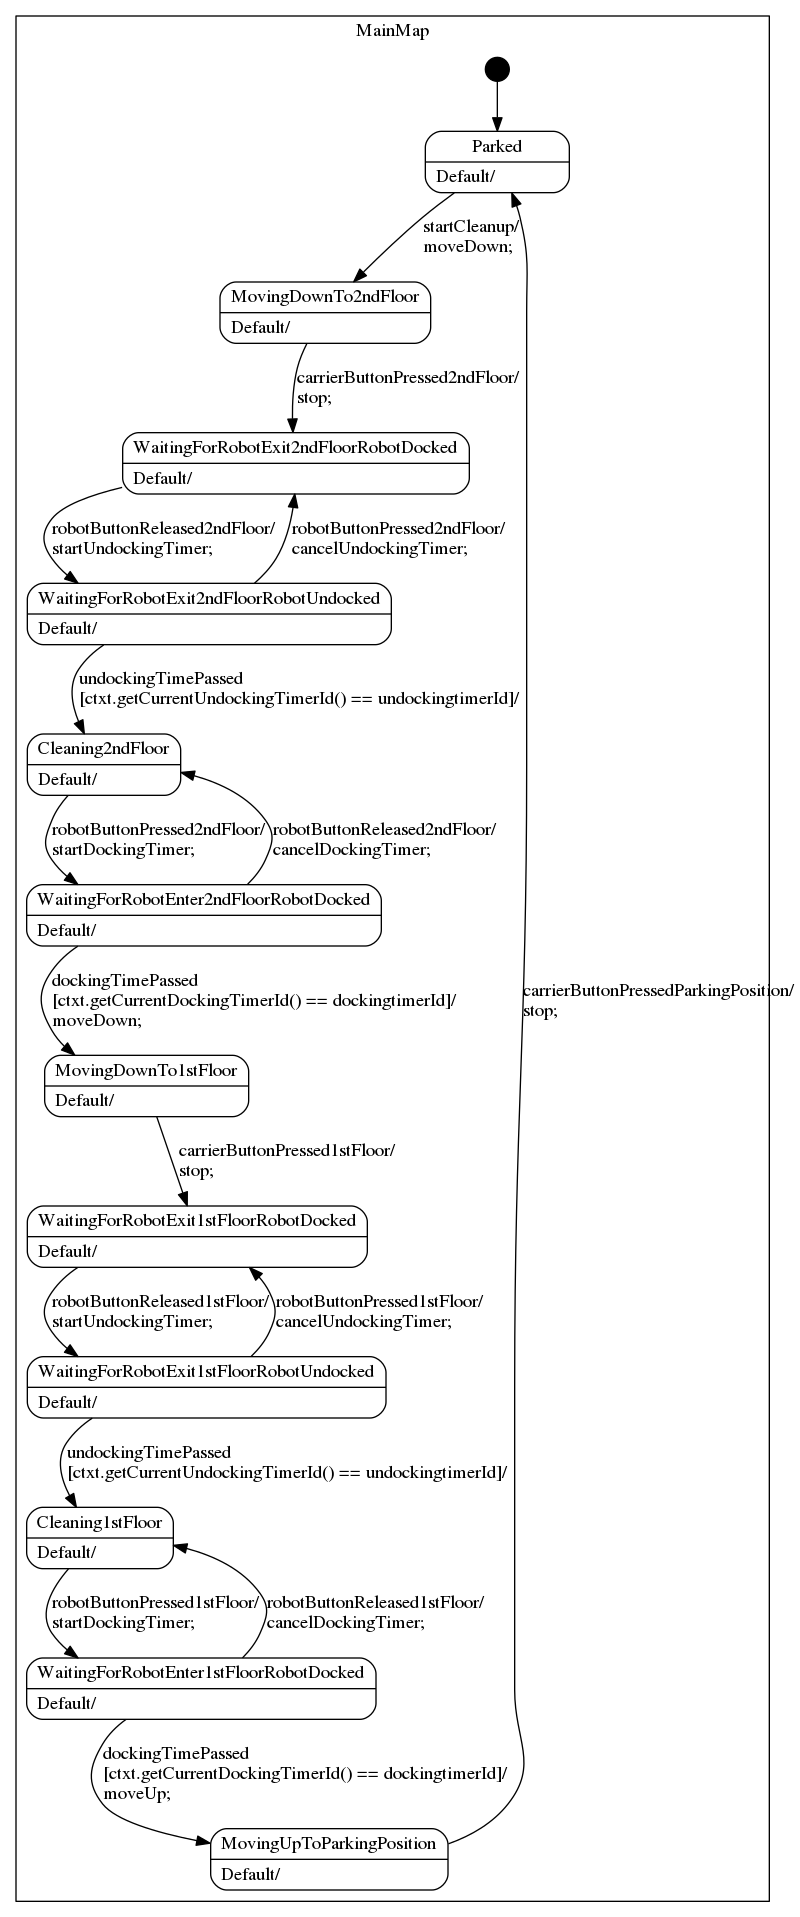 MainMap
Parked
Default/
startCleanup/
moveDown;
MovingDownTo2ndFloor
Default/
carrierButtonPressed2ndFloor/
stop;
WaitingForRobotExit2ndFloorRobotDocked
Default/
robotButtonReleased2ndFloor/
startUndockingTimer;
robotButtonPressed2ndFloor/
cancelUndockingTimer;
WaitingForRobotExit2ndFloorRobotUndocked
Default/
undockingTimePassed
[ctxt.getCurrentUndockingTimerId() == undockingtimerId]/
Cleaning2ndFloor
Default/
robotButtonPressed2ndFloor/
startDockingTimer;
robotButtonReleased2ndFloor/
cancelDockingTimer;
WaitingForRobotEnter2ndFloorRobotDocked
Default/
dockingTimePassed
[ctxt.getCurrentDockingTimerId() == dockingtimerId]/
moveDown;
carrierButtonPressedParkingPosition/
stop;
MovingDownTo1stFloor
Default/
carrierButtonPressed1stFloor/
stop;
WaitingForRobotExit1stFloorRobotDocked
Default/
robotButtonReleased1stFloor/
startUndockingTimer;
robotButtonPressed1stFloor/
cancelUndockingTimer;
WaitingForRobotExit1stFloorRobotUndocked
Default/
undockingTimePassed
[ctxt.getCurrentUndockingTimerId() == undockingtimerId]/
Cleaning1stFloor
Default/
robotButtonPressed1stFloor/
startDockingTimer;
robotButtonReleased1stFloor/
cancelDockingTimer;
WaitingForRobotEnter1stFloorRobotDocked
Default/
dockingTimePassed
[ctxt.getCurrentDockingTimerId() == dockingtimerId]/
moveUp;
MovingUpToParkingPosition
Default/